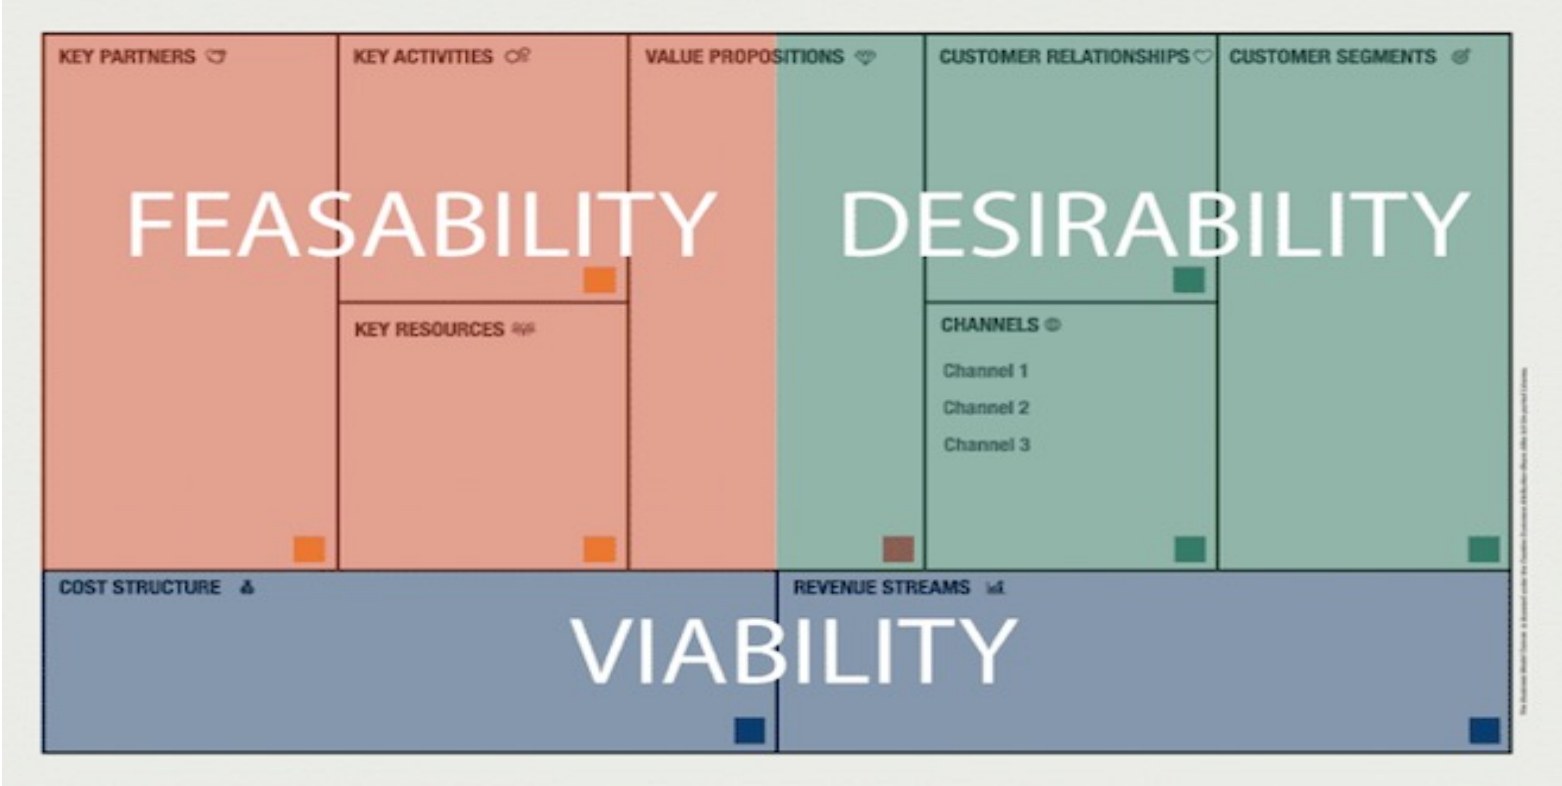 KEY PARTNERS
KEY ACTIVITIES
VALUE PROPOSITIONS
CUSTOMER RELATIONSHIPS
CUSTOMER SEGMENTS
FEASABILITY
DESIRABILITY
KEY RESOURCES
CHANNELS
Channel 1
Channel 2
Channel 3
COST STRUCTURE
REVENUE STREAMS
VIABILITY